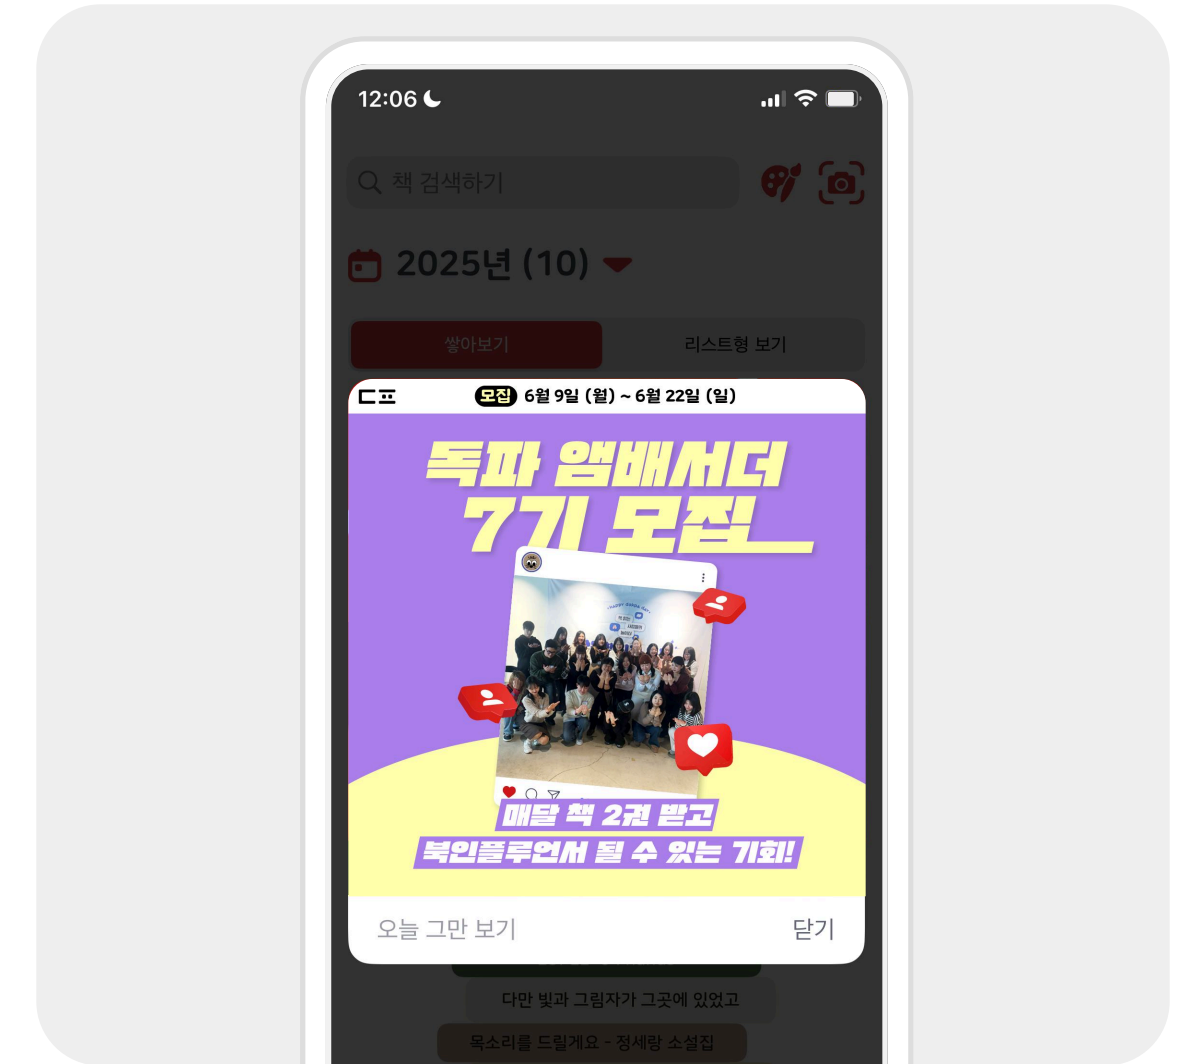 12:06
책 검색하기
2025년 (10)
쌓아보기
리스트형 보기
모집 6월 9일 (월) ~ 6월 22일 (일)
독파 앰배서더
7기 모집
매달 책 2권 받고
북인플루언서 될 수 있는 기회!
오늘 그만 보기
닫기
다만 빛과 그림자가 그곳에 있었고
목소리를 드릴게요 - 정세랑 소설집